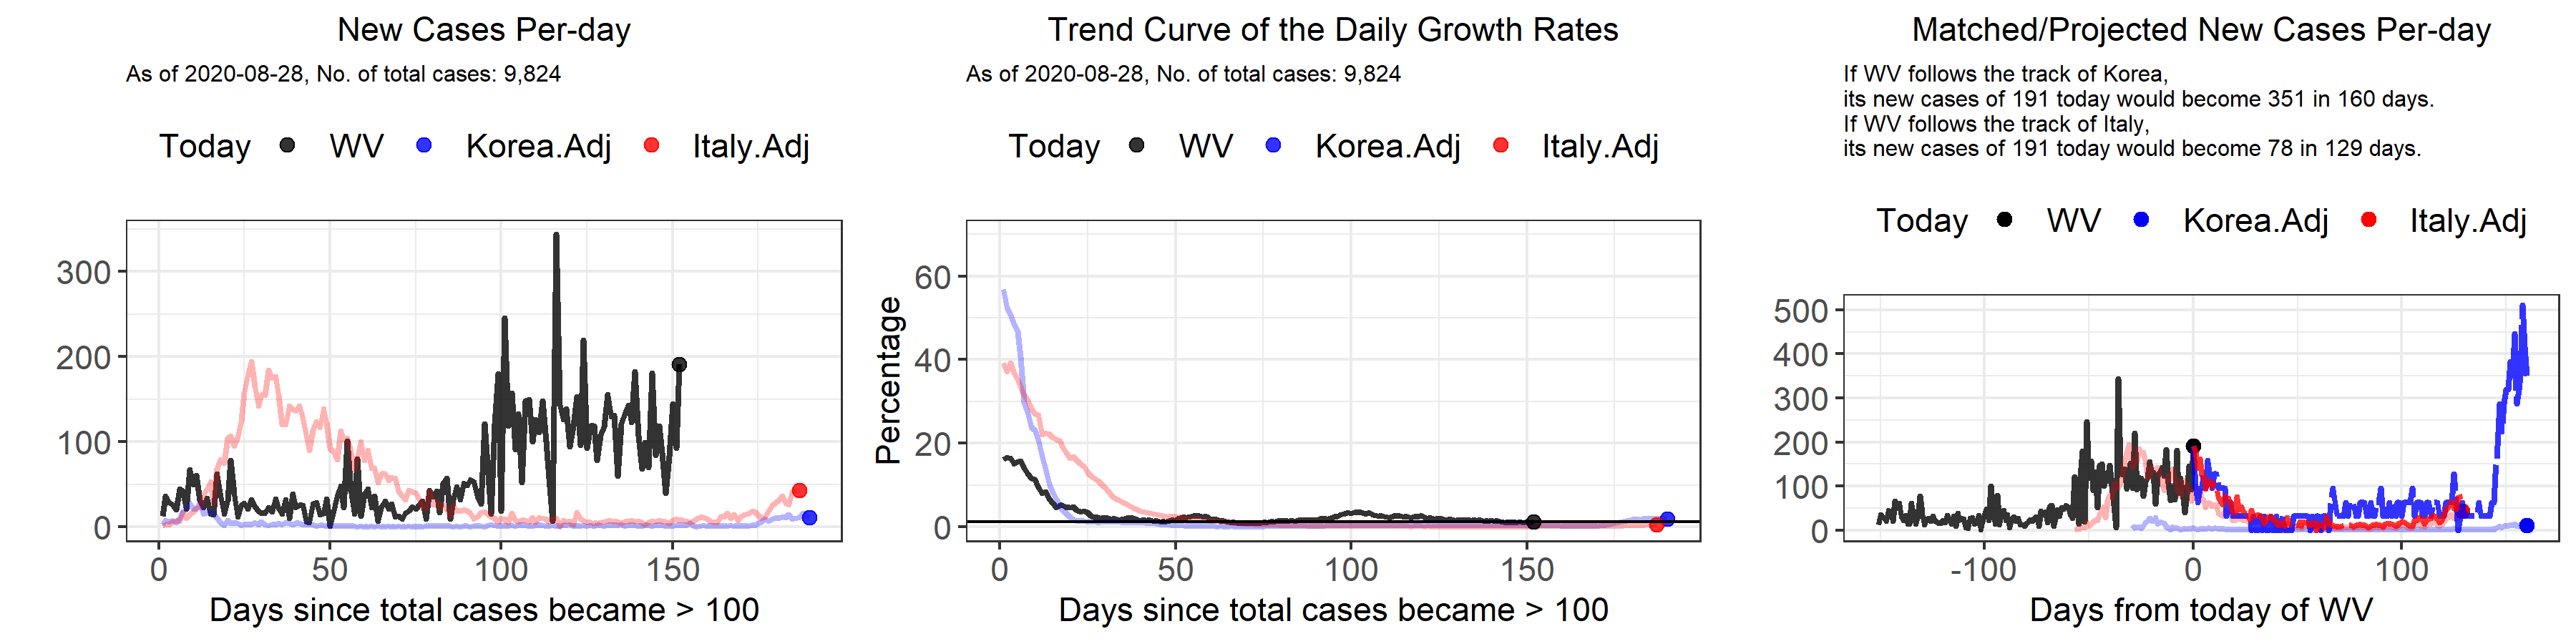 New Cases Per-day
As of 2020-08-28, No. of total cases: 9,824
Today WV Korea.Adj Italy.Adj
300
200
100
0
0 50 100 150
Days since total cases became > 100
Trend Curve of the Daily Growth Rates
As of 2020-08-28, No. of total cases: 9,824
Today WV Korea.Adj Italy.Adj
Percentage
60
40
20
0
0 50 100 150
Days since total cases became > 100
Matched/Projected New Cases Per-day
If WV follows the track of Korea,
its new cases of 191 today would become 351 in 160 days.
If WV follows the track of Italy,
its new cases of 191 today would become 78 in 129 days.
Today WV Korea.Adj Italy.Adj
500
400
300
200
100
0
-100 0 100
Days from today of WV